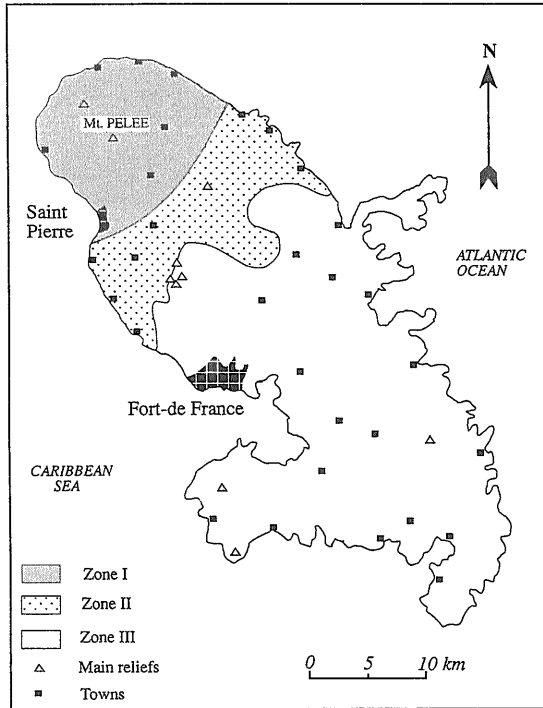 N
Mt. PELEE
Saint
Pierre
ATLANTIC
OCEAN
Fort-de France
CARIBBEAN
SEA
Zone I
Zone II
Zone III
Main reliefs
Towns
0 5 10 km